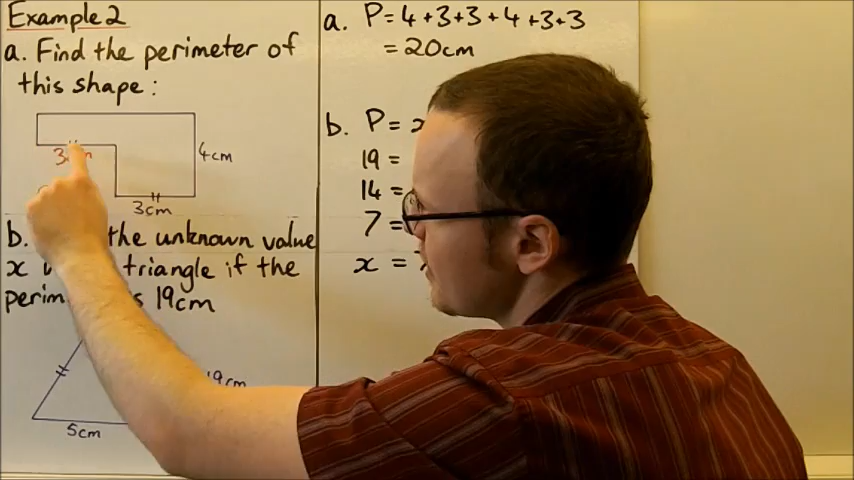 Example 2
a. Find the perimeter of
this shape:
3cm
4cm
3cm
b. the unknown value
x triangle if the
19cm
5cm
a. P = 4+3+3+4+3+3
= 20cm
b. P =
19 =
14 =
7 =
x =